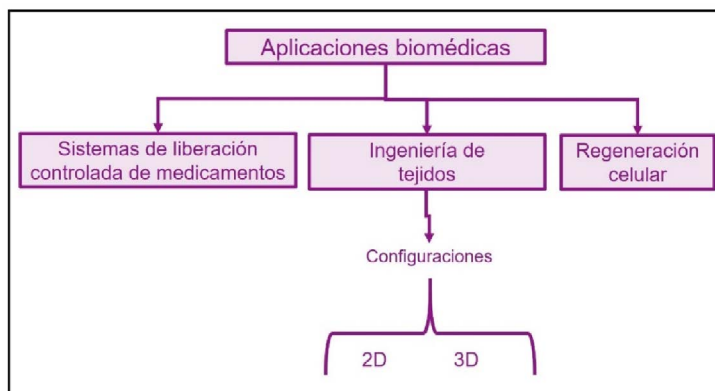 Aplicaciones biomédicas
Sistemas de liberación
controlada de medicamentos
Ingeniería de
tejidos
Regeneración
celular
Configuraciones
2D
3D